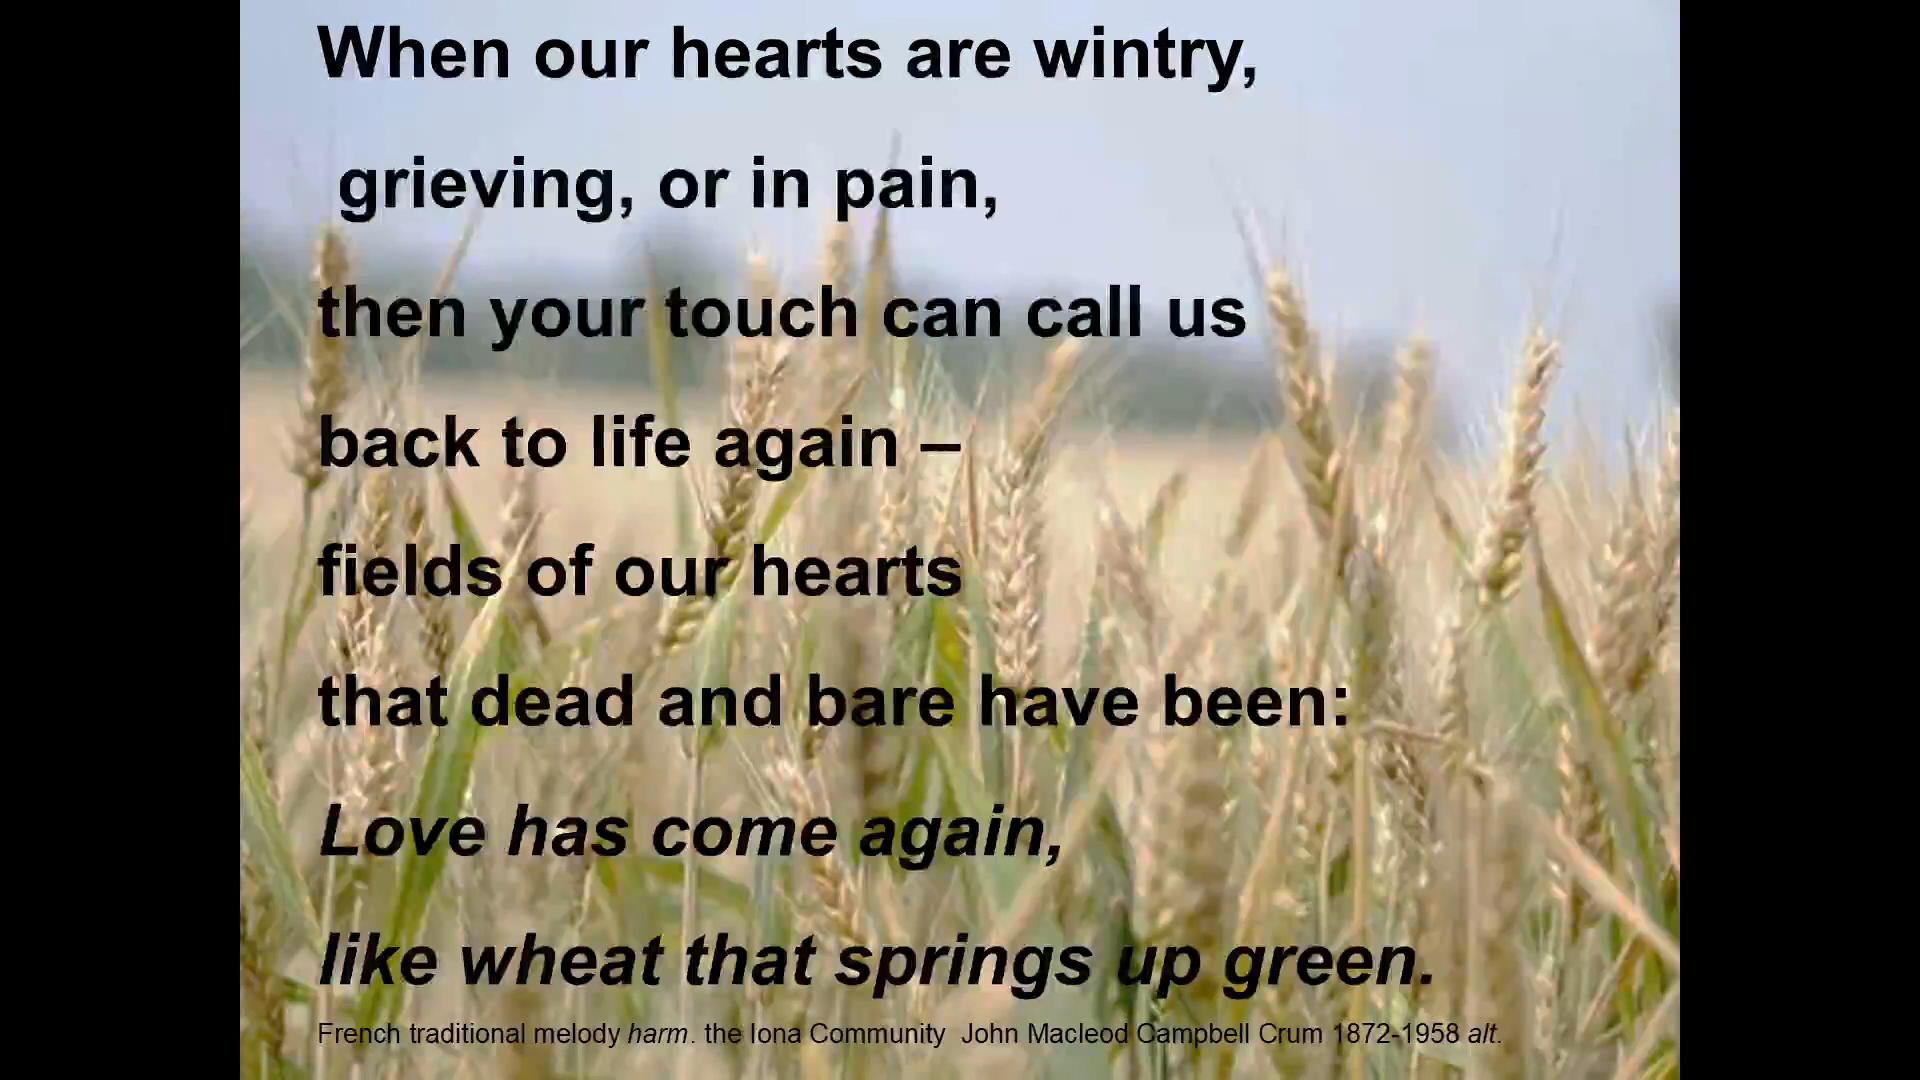 When our hearts are wintry,
grieving, or in pain,
then your touch can call us
back to life again –
fields of our hearts
that dead and bare have been:
Love has come again,
like wheat that springs up green.
French traditional melody harm. the Iona Community  John Macleod Campbell Crum 1872-1958 alt.